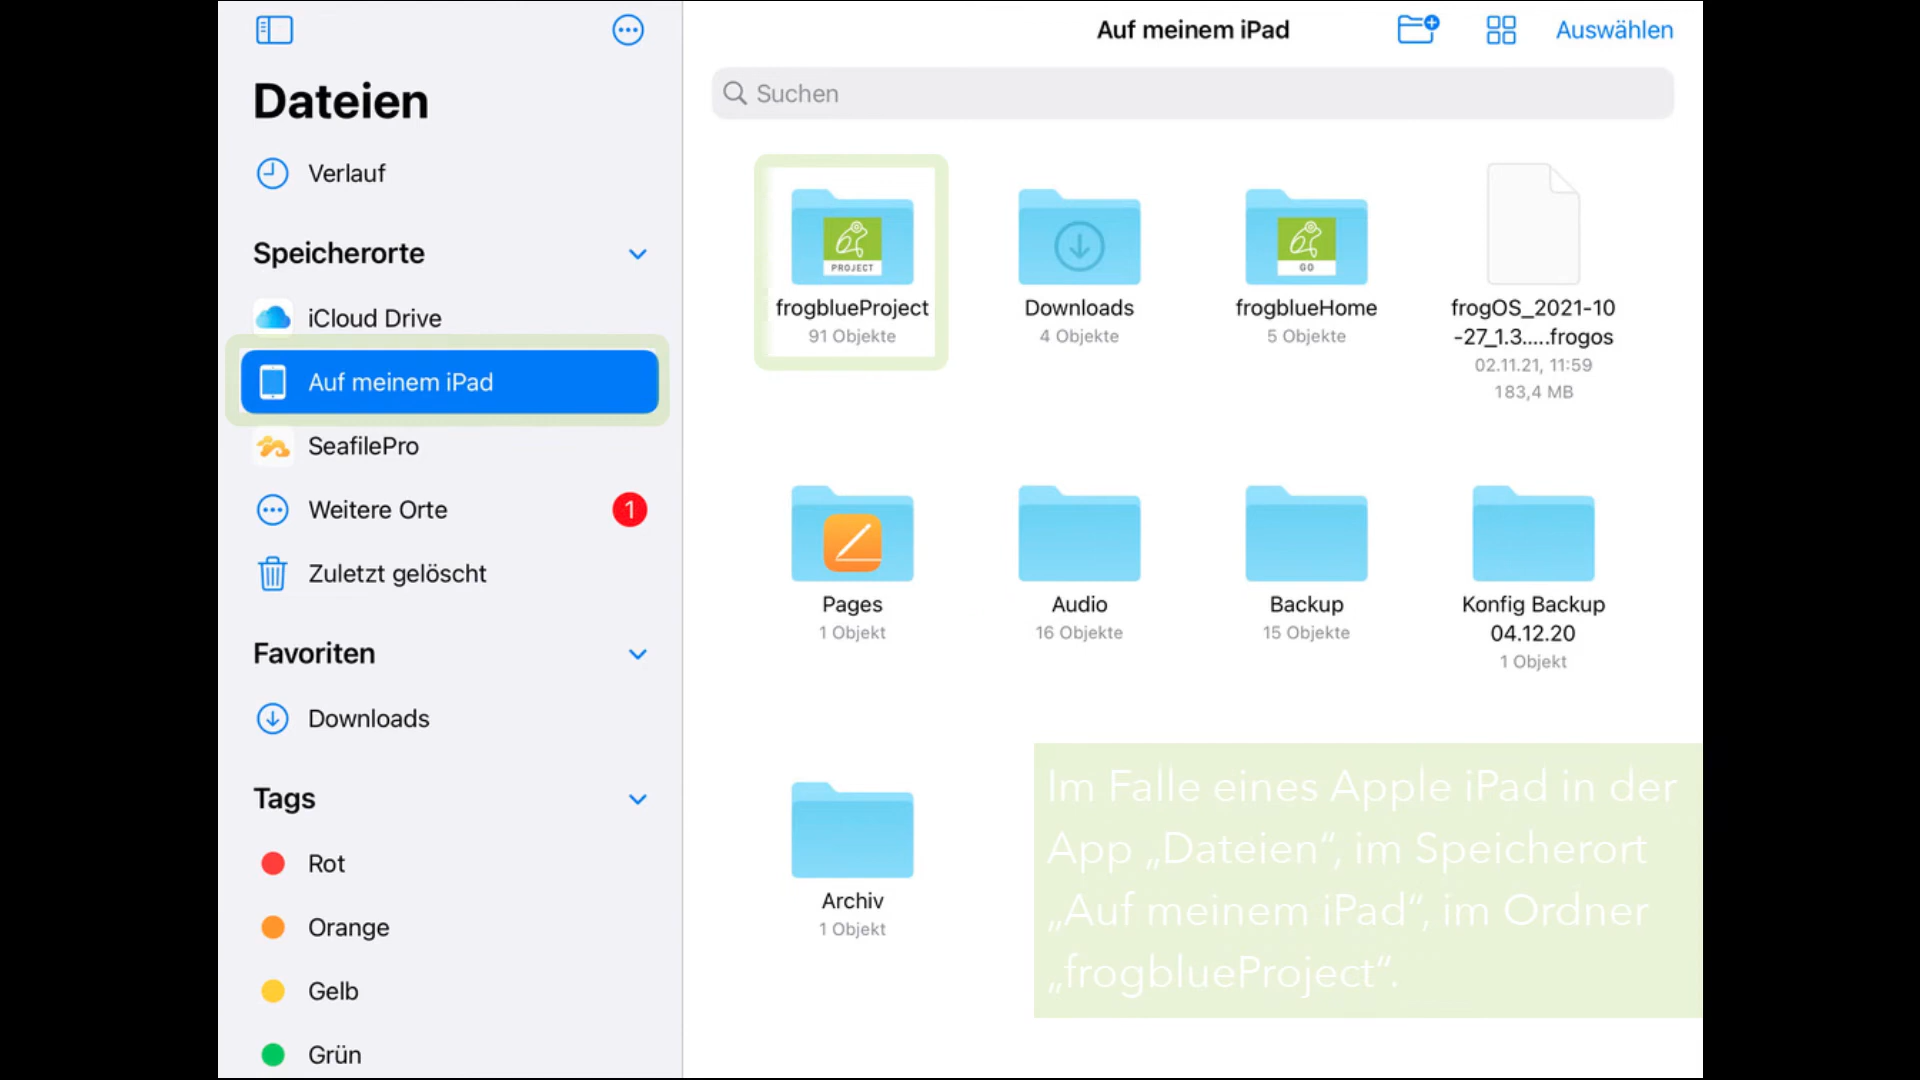 Dateien
Verlauf
Speicherorte
iCloud Drive
Auf meinem iPad
SeafilePro
Weitere Orte
1
Zuletzt gelöscht
Favoriten
Downloads
Tags
Rot
Orange
Gelb
Grün
Auf meinem iPad
Auswählen
Suchen
PROJECT
frogblueProject
91 Objekte
Downloads
4 Objekte
GO
frogblueHome
5 Objekte
frogOS_2021-10
-27_1.3.....frogos
02.11.21, 11:59
183,4 MB
Pages
1 Objekt
Audio
16 Objekte
Backup
15 Objekte
Konfig Backup
04.12.20
1 Objekt
Archiv
1 Objekt
Im Falle eines Apple iPad in der
App „Dateien“, im Speicherort
„Auf meinem iPad“, im Ordner
„frogblueProject“.